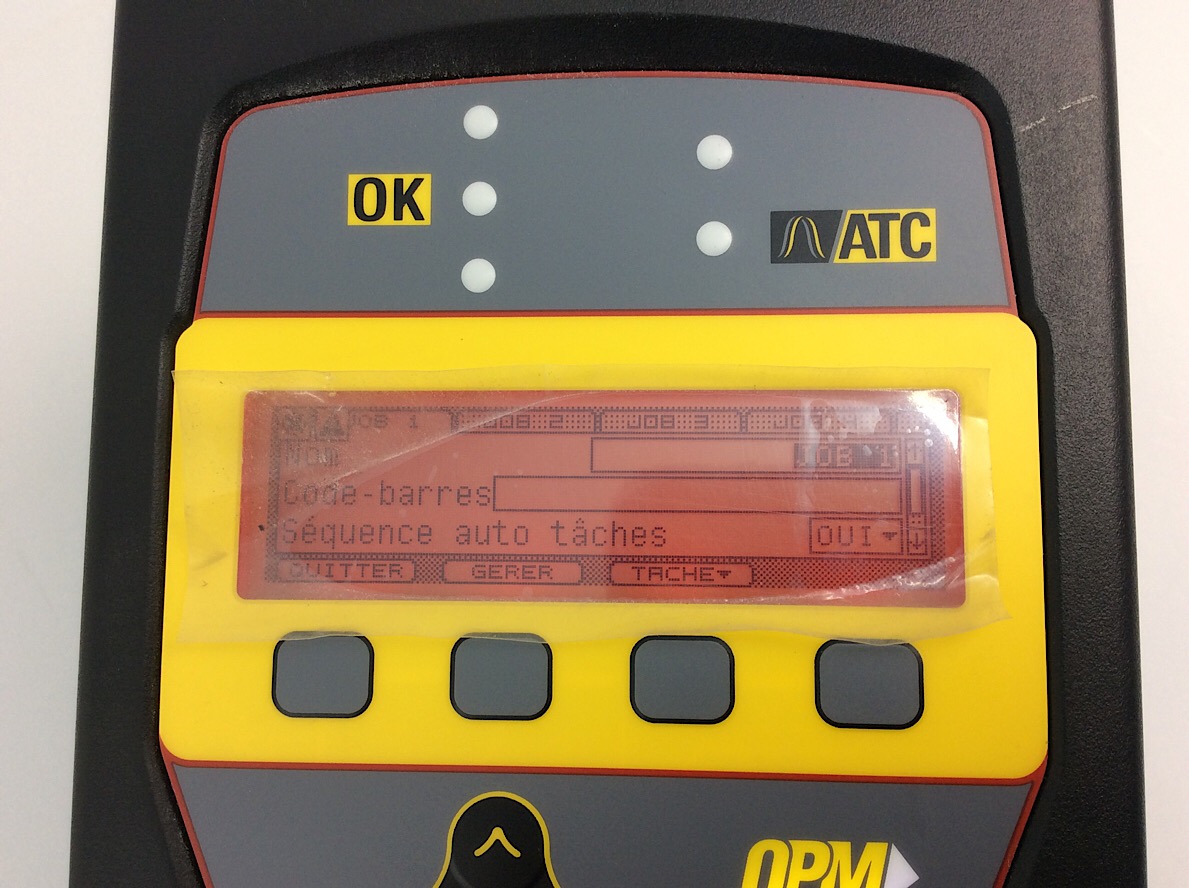 OK
ATC
JOB 1 JOB 2 JOB 3
Nom JOB 1
Code-barres
Séquence auto tâches OUI
QUITTER GERER TACHE
QPM